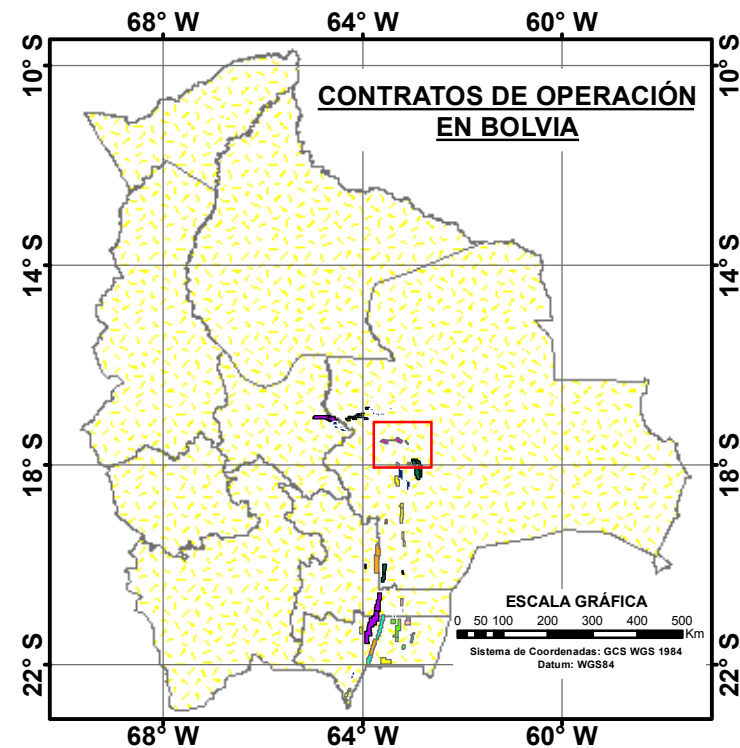 68° W 64° W 60° W
10° S 10° S
CONTRATOS DE OPERACIÓN
EN BOLVIA
14° S 14° S
18° S 18° S
ESCALA GRÁFICA
0 50 100 200 300 400 500
Km
Sistema de Coordenadas: GCS WGS 1984
Datum: WGS84
22° S 22° S
68° W 64° W 60° W